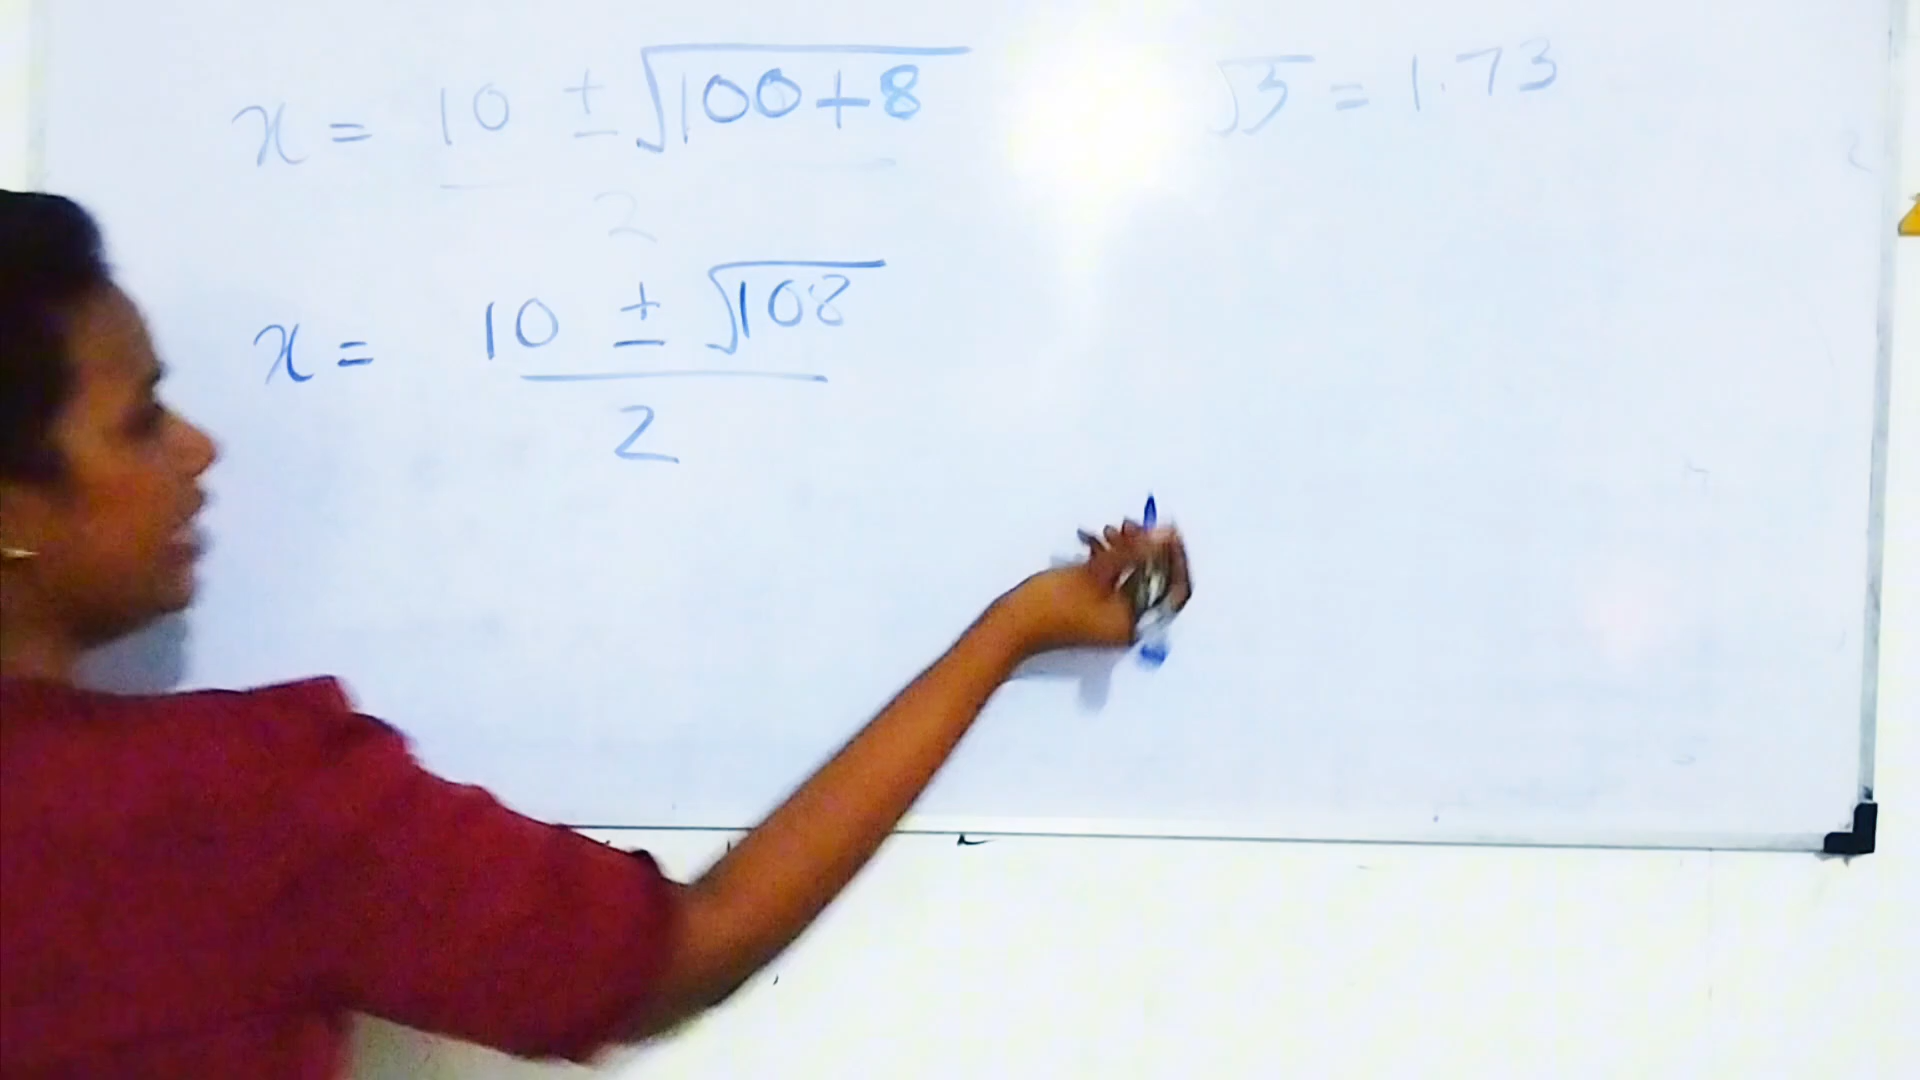 x = 10 ± √100+8
2
√3 = 1.73
x = 10 ± √108
2